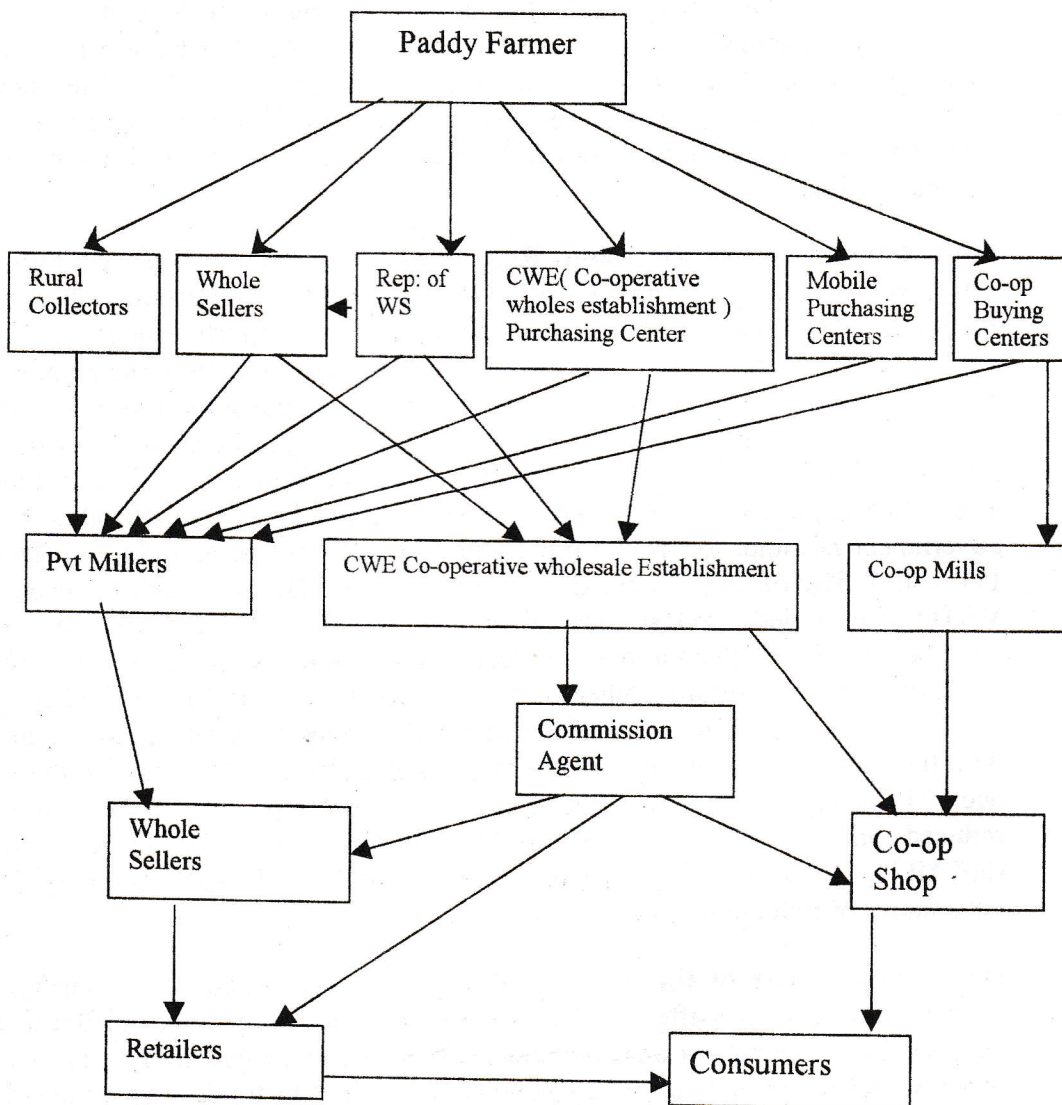 Paddy Farmer
Rural
Collectors
Whole
Sellers
Rep: of
WS
CWE( Co-operative
wholes establishment )
Purchasing Center
Mobile
Purchasing
Centers
Co-op
Buying
Centers
Pvt Millers
CWE Co-operative wholesale Establishment
Co-op Mills
Commission
Agent
Whole
Sellers
Co-op
Shop
Retailers
Consumers